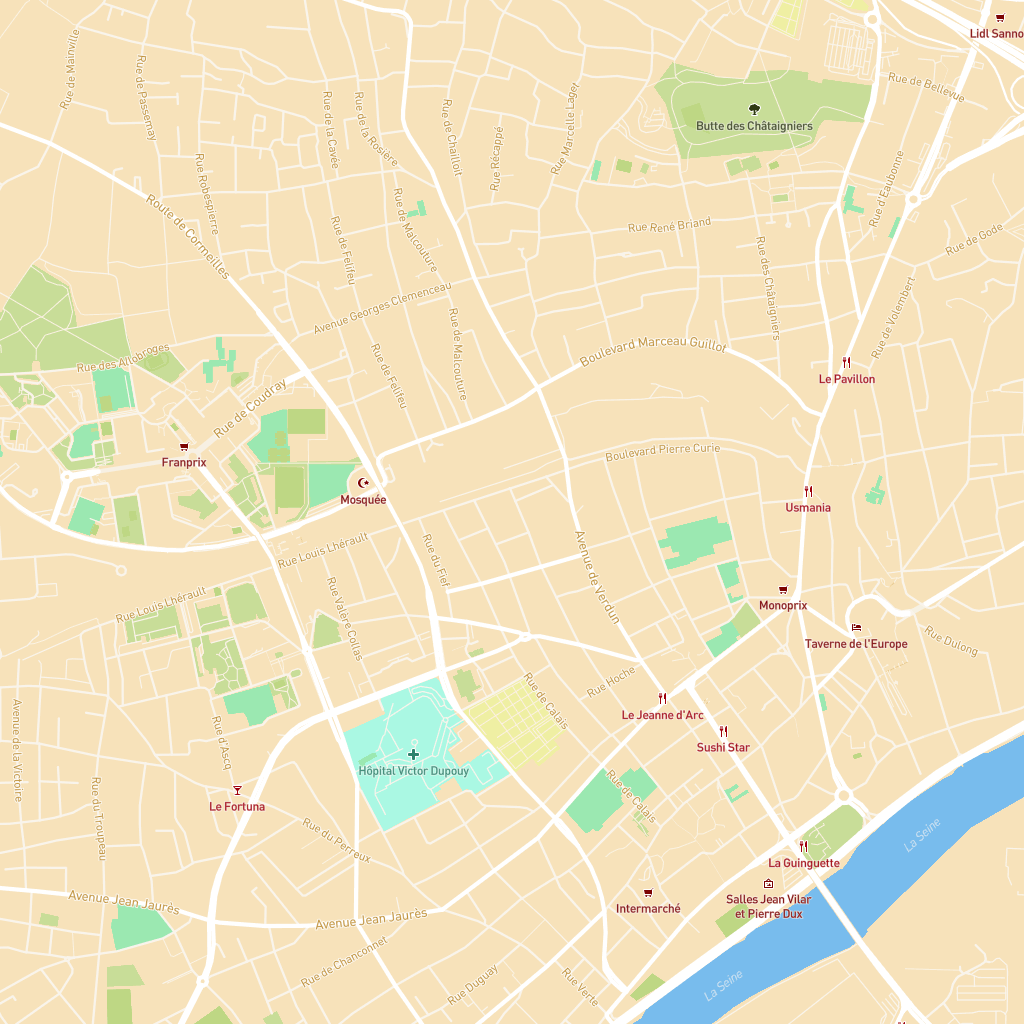 Lidl Sanno
Rue de Mainville
Rue de Passemay
Rue de la Cavée
Rue de la Rosière
Rue de Chailloit
Rue Récappé
Rue Marcelle Lager
Butte des Châtaigniers
Rue de Bellevue
Rue Robespierre
Route de Cormeilles
Rue de Felifeu
Rue de Malcouture
Rue René Briand
Rue d'Eaubonne
Rue de Gode
Rue des Châtaigniers
Rue de Volembert
Avenue Georges Clemenceau
Rue de Malcouture
Rue des Allobroges
Rue de Felifeu
Boulevard Marceau Guillot
Le Pavillon
Rue de Coudray
Franprix
Boulevard Pierre Curie
Mosquée
Usmania
Rue Louis Lhérault
Rue du Fief
Avenue de Verdun
Rue Louis Lhérault
Rue Valère Collas
Monoprix
Taverne de l'Europe
Rue Dulong
Rue Hoche
Rue de Calais
Le Jeanne d'Arc
Sushi Star
Avenue de la Victoire
Rue d'Ascq
Hôpital Victor Dupouy
Rue du Troupeau
Le Fortuna
Rue de Calais
Rue du Perreux
La Seine
La Guinguette
Avenue Jean Jaurès
Avenue Jean Jaurès
Intermarché
Salles Jean Vilar
et Pierre Dux
Rue de Chanconnet
Rue Duguay
Rue Verte
La Seine